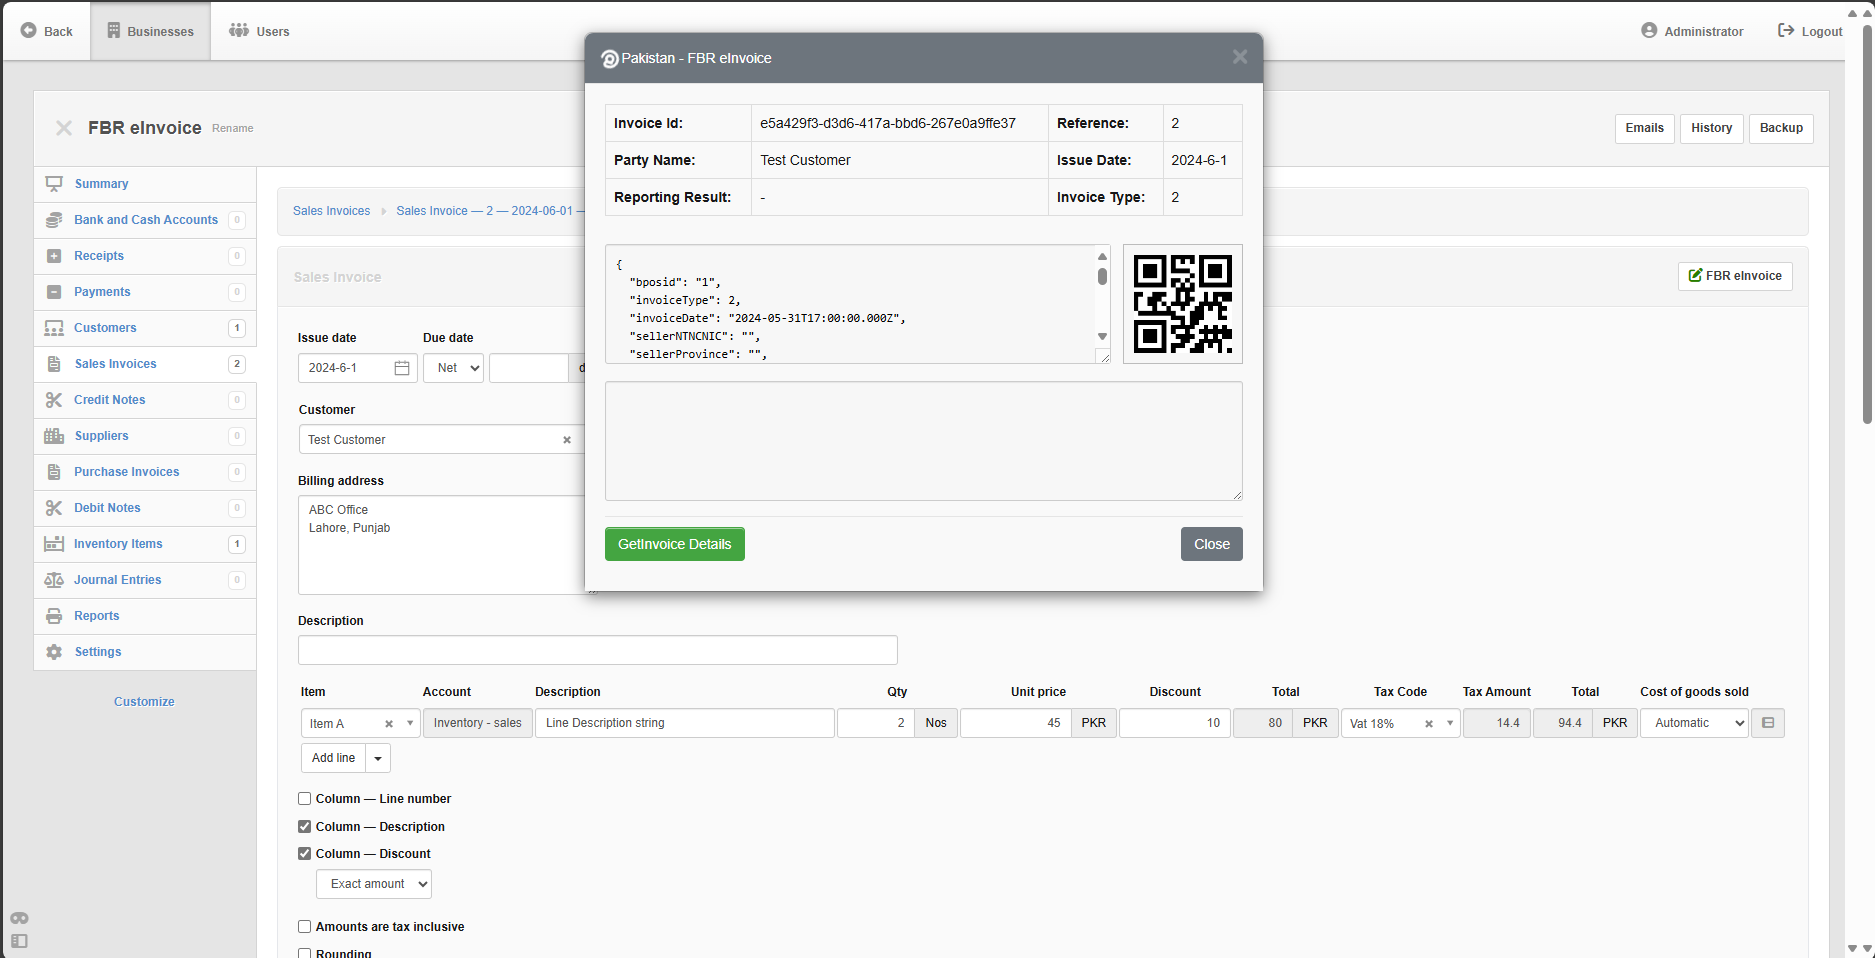 Back
Businesses
Users
Administrator
Logout
Pakistan - FBR eInvoice
FBR eInvoice Rename
Emails
History
Backup
Invoice Id: e5a429f3-d3d6-417a-bbd6-267e0a9ffe37 Reference: 2
Party Name: Test Customer Issue Date: 2024-6-1
Reporting Result: - Invoice Type: 2
Summary
Bank and Cash Accounts 0
Receipts 0
Payments 0
Customers 1
Sales Invoices 2
Credit Notes 0
Suppliers 0
Purchase Invoices 0
Debit Notes 0
Inventory Items 1
Journal Entries 0
Reports
Settings
Customize
Sales Invoices Sales Invoice — 2 — 2024-06-01 —
Sales Invoice
FBR eInvoice
{
"bposid": "1",
"invoiceType": 2,
"invoiceDate": "2024-05-31T17:00:00.000Z",
"sellerNTNCNIC": "",
"sellerProvince": "",
GetInvoice Details
Close
Issue date Due date
2024-6-1 Net d
Customer
Test Customer
Billing address
ABC Office
Lahore, Punjab
Description
Item Account Description Qty Unit price Discount Total Tax Code Tax Amount Total Cost of goods sold
Item A Inventory - sales Line Description string 2 Nos 45 PKR 10 80 PKR Vat 18% 14.4 94.4 PKR Automatic
Add line
Column — Line number
Column — Description
Column — Discount
Exact amount
Amounts are tax inclusive
Rounding